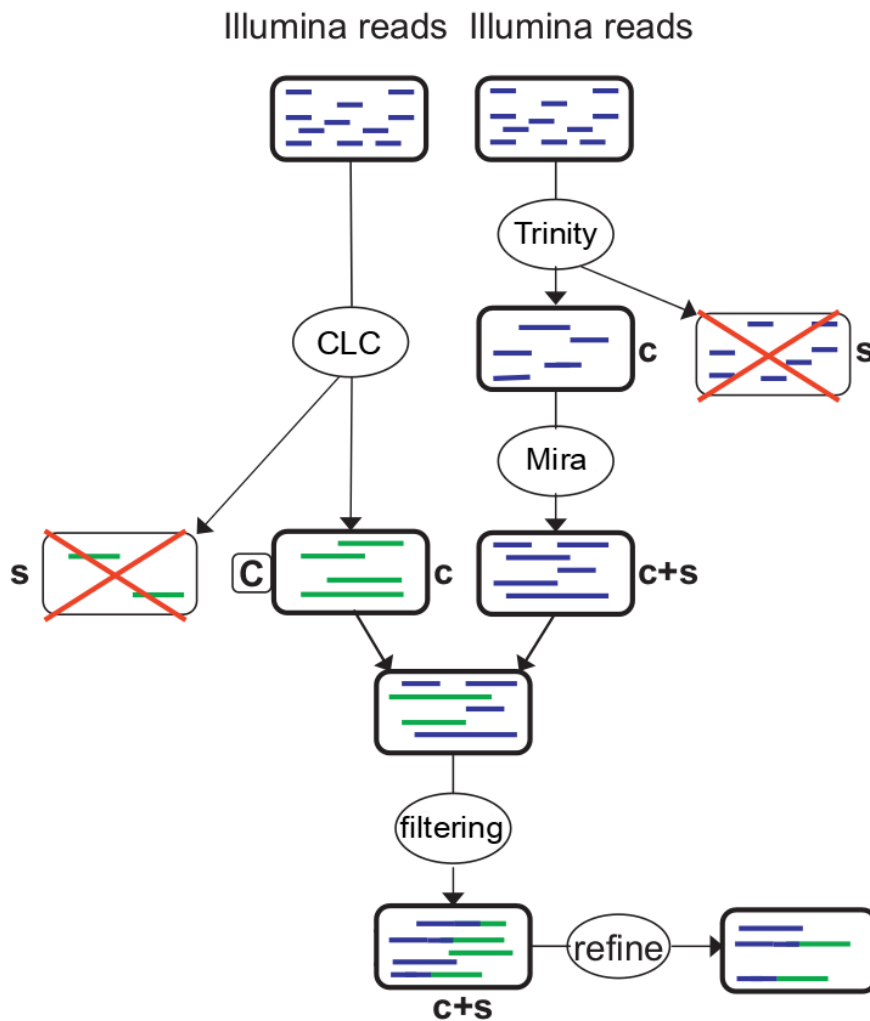 Illumina reads Illumina reads
Trinity
c
s
CLC
Mira
s
C
c
c+s
filtering
refine
c+s